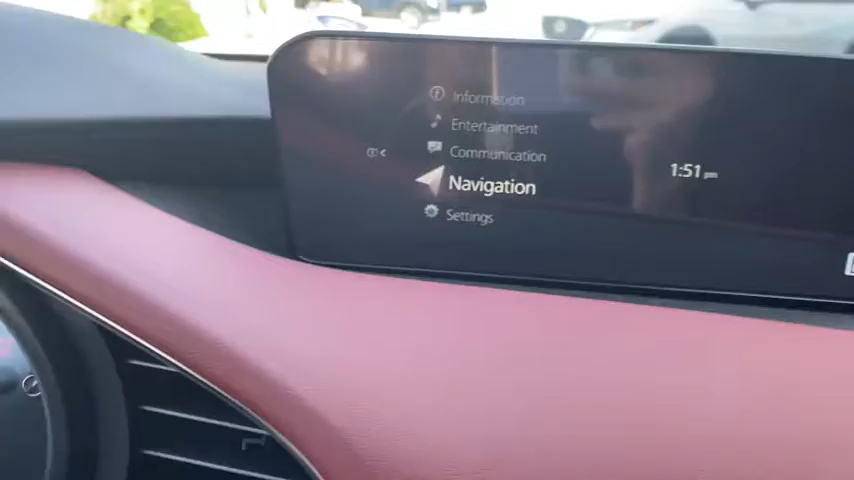 Information
Entertainment
Communication
Navigation
Settings
1:51 pm